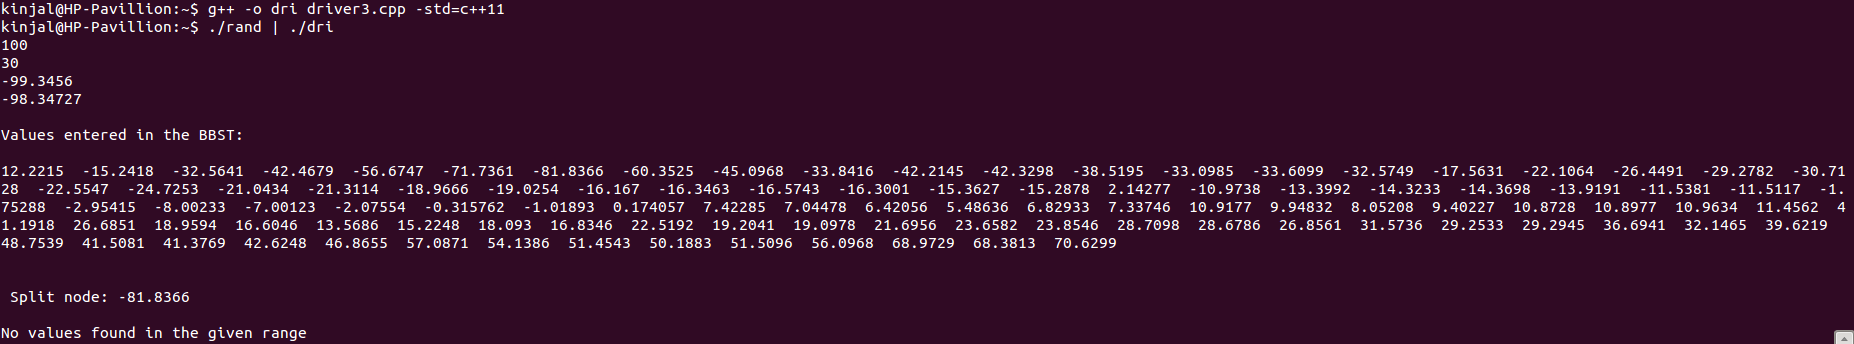 kinjal@HP-Pavillion:~$ g++ -o dri driver3.cpp -std=c++11
kinjal@HP-Pavillion:~$ ./rand | ./dri
100
30
-99.3456
-98.34727
Values entered in the BBST:
12.2215  -15.2418  -32.5641  -42.4679  -56.6747  -71.7361  -81.8366  -60.3525  -45.0968  -33.8416  -42.2145  -42.3298  -38.5195  -33.0985  -33.6099  -32.5749  -17.5631  -22.1064  -26.4491  -29.2782  -30.71
28  -22.5547  -24.7253  -21.0434  -21.3114  -18.9666  -19.0254  -16.167  -16.3463  -16.5743  -16.3001  -15.3627  -15.2878  2.14277  -10.9738  -13.3992  -14.3233  -14.3698  -13.9191  -11.5381  -11.5117  -1.
75288  -2.95415  -8.00233  -7.00123  -2.07554  -0.315762  -1.01893  0.174057  7.42285  7.04478  6.42056  5.48636  6.82933  7.33746  10.9177  9.94832  8.05208  9.40227  10.8728  10.8977  10.9634  11.4562  4
1.1918  26.6851  18.9594  16.6046  13.5686  15.2248  18.093  16.8346  22.5192  19.2041  19.0978  21.6956  23.6582  23.8546  28.7098  28.6786  26.8561  31.5736  29.2533  29.2945  36.6941  32.1465  39.6219
48.7539  41.5081  41.3769  42.6248  46.8655  57.0871  54.1386  51.4543  50.1883  51.5096  56.0968  68.9729  68.3813  70.6299
Split node: -81.8366
No values found in the given range